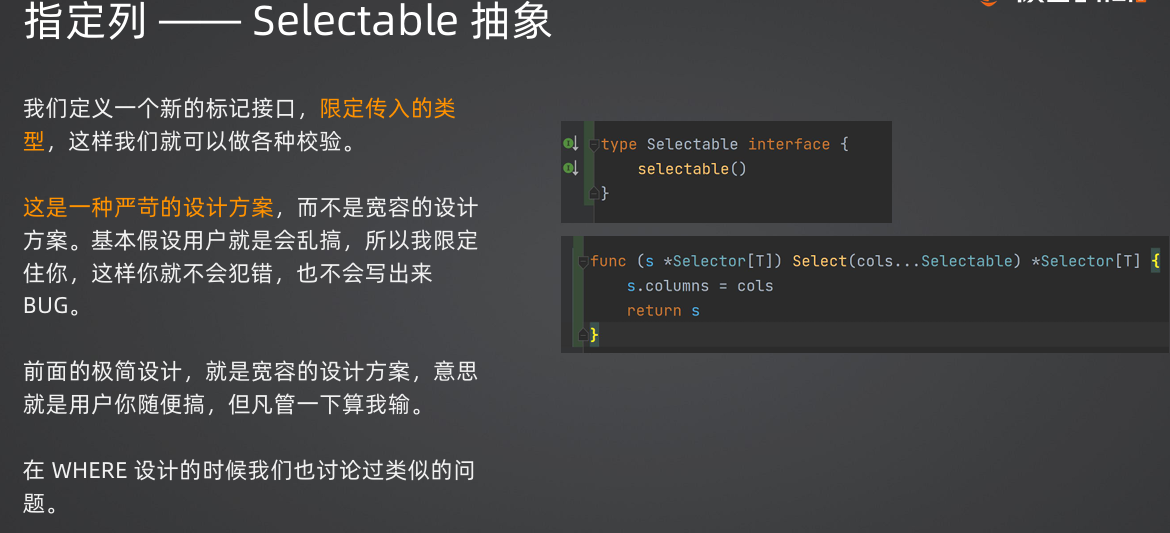 指定列 —— Selectable 抽象
我们定义一个新的标记接口，限定传入的类
型，这样我们就可以做各种校验。
这是一种严苛的设计方案，而不是宽容的设计
方案。基本假设用户就是会乱搞，所以我限定
住你，这样你就不会犯错，也不会写出来
BUG。
前面的极简设计，就是宽容的设计方案，意思
就是用户你随便搞，但凡管一下算我输。
在 WHERE 设计的时候我们也讨论过类似的问
题。
type Selectable interface {
selectable()
}
func (s *Selector[T]) Select(cols...Selectable) *Selector[T] {
s.columns = cols
return s
}